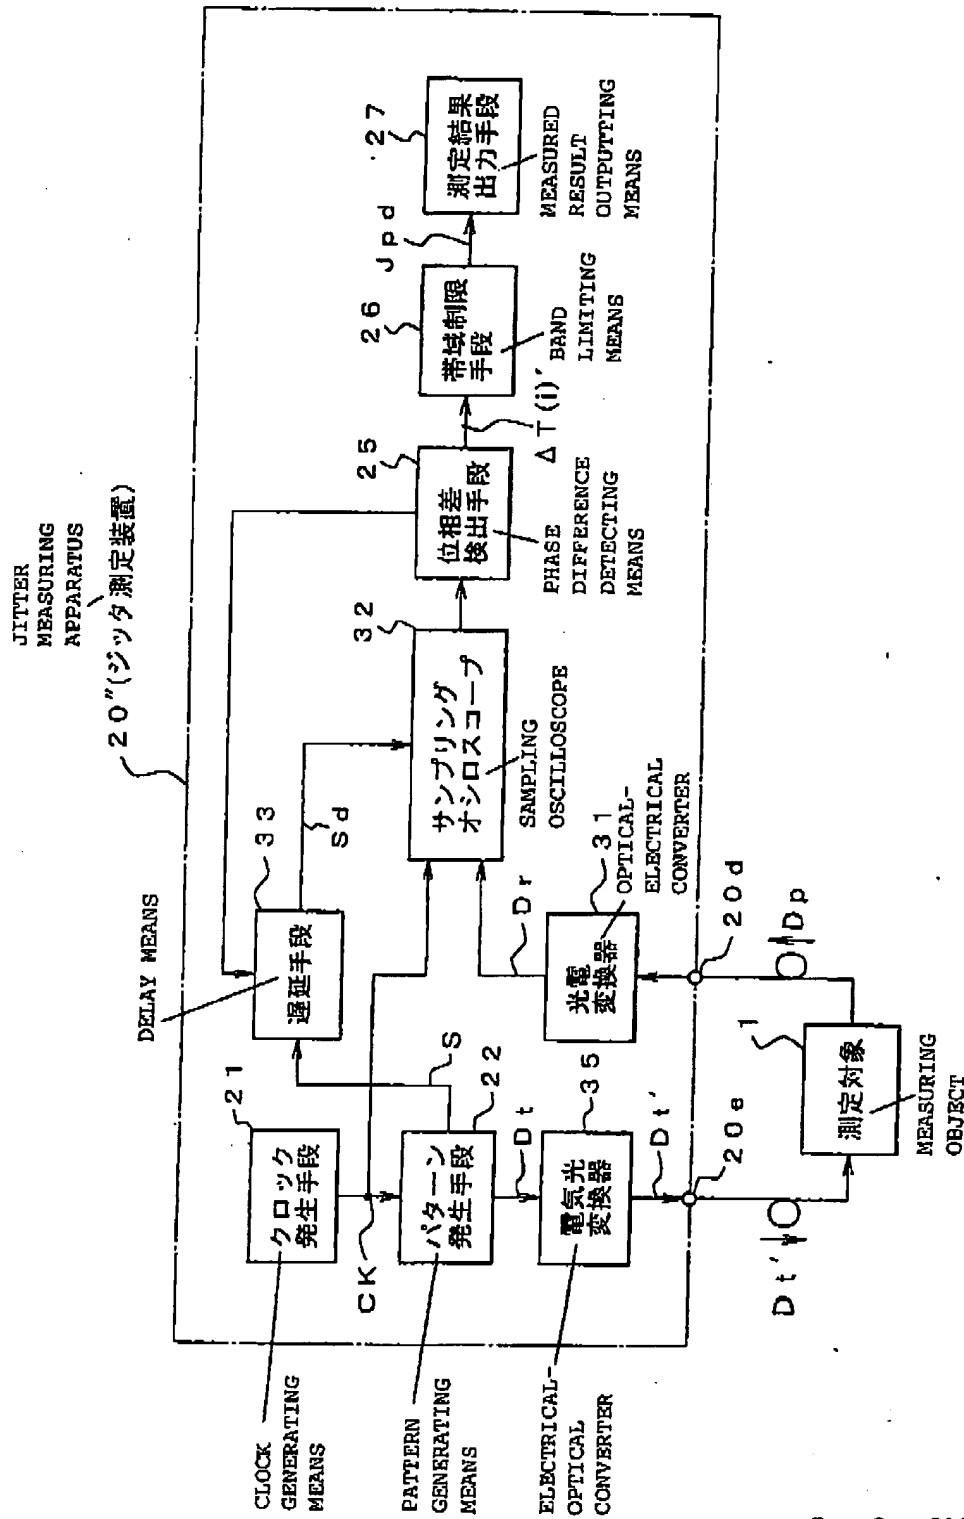 JITTER
MEASURING
APPARATUS
20″(ジッタ測定装置)
DELAY MEANS
33
遅延手段
Sd
21
クロック
発生手段
CLOCK
GENERATING
MEANS
CK
S
22
パターン
発生手段
PATTERN
GENERATING
MEANS
Dt
35
電気光
変換器
ELECTRICAL-
OPTICAL
CONVERTER
Dt′
20e
Dt′
1
測定対象
MEASURING
OBJECT
Dp
20d
31
光電
変換器
OPTICAL-
ELECTRICAL
CONVERTER
Dr
32
サンプリング
オシロスコープ
SAMPLING
OSCILLOSCOPE
25
位相差
検出手段
PHASE
DIFFERENCE
DETECTING
MEANS
ΔT(i)′
26
帯域制限
手段
BAND
LIMITING
MEANS
Jpd
27
測定結果
出力手段
MEASURED
RESULT
OUTPUTTING
MEANS